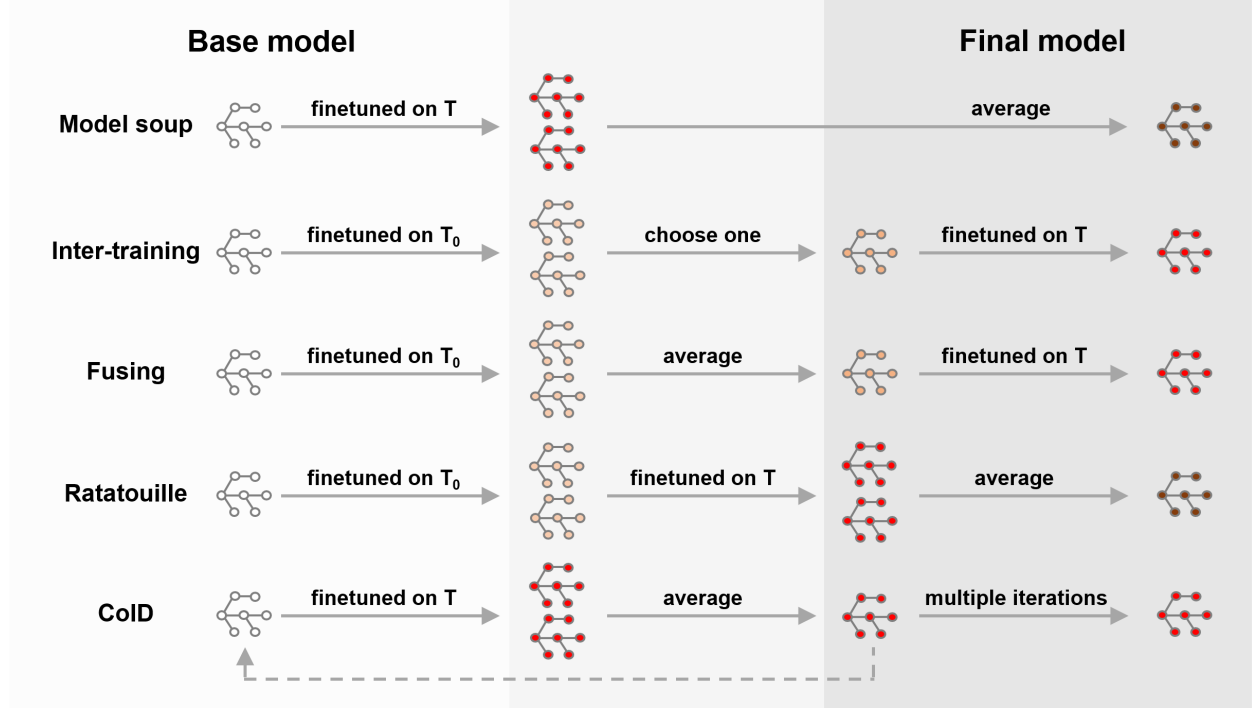 Base model
Final model
Model soup
finetuned on T
average
Inter-training
finetuned on T₀
choose one
finetuned on T
Fusing
finetuned on T₀
average
finetuned on T
Ratatouille
finetuned on T₀
finetuned on T
average
ColD
finetuned on T
average
multiple iterations